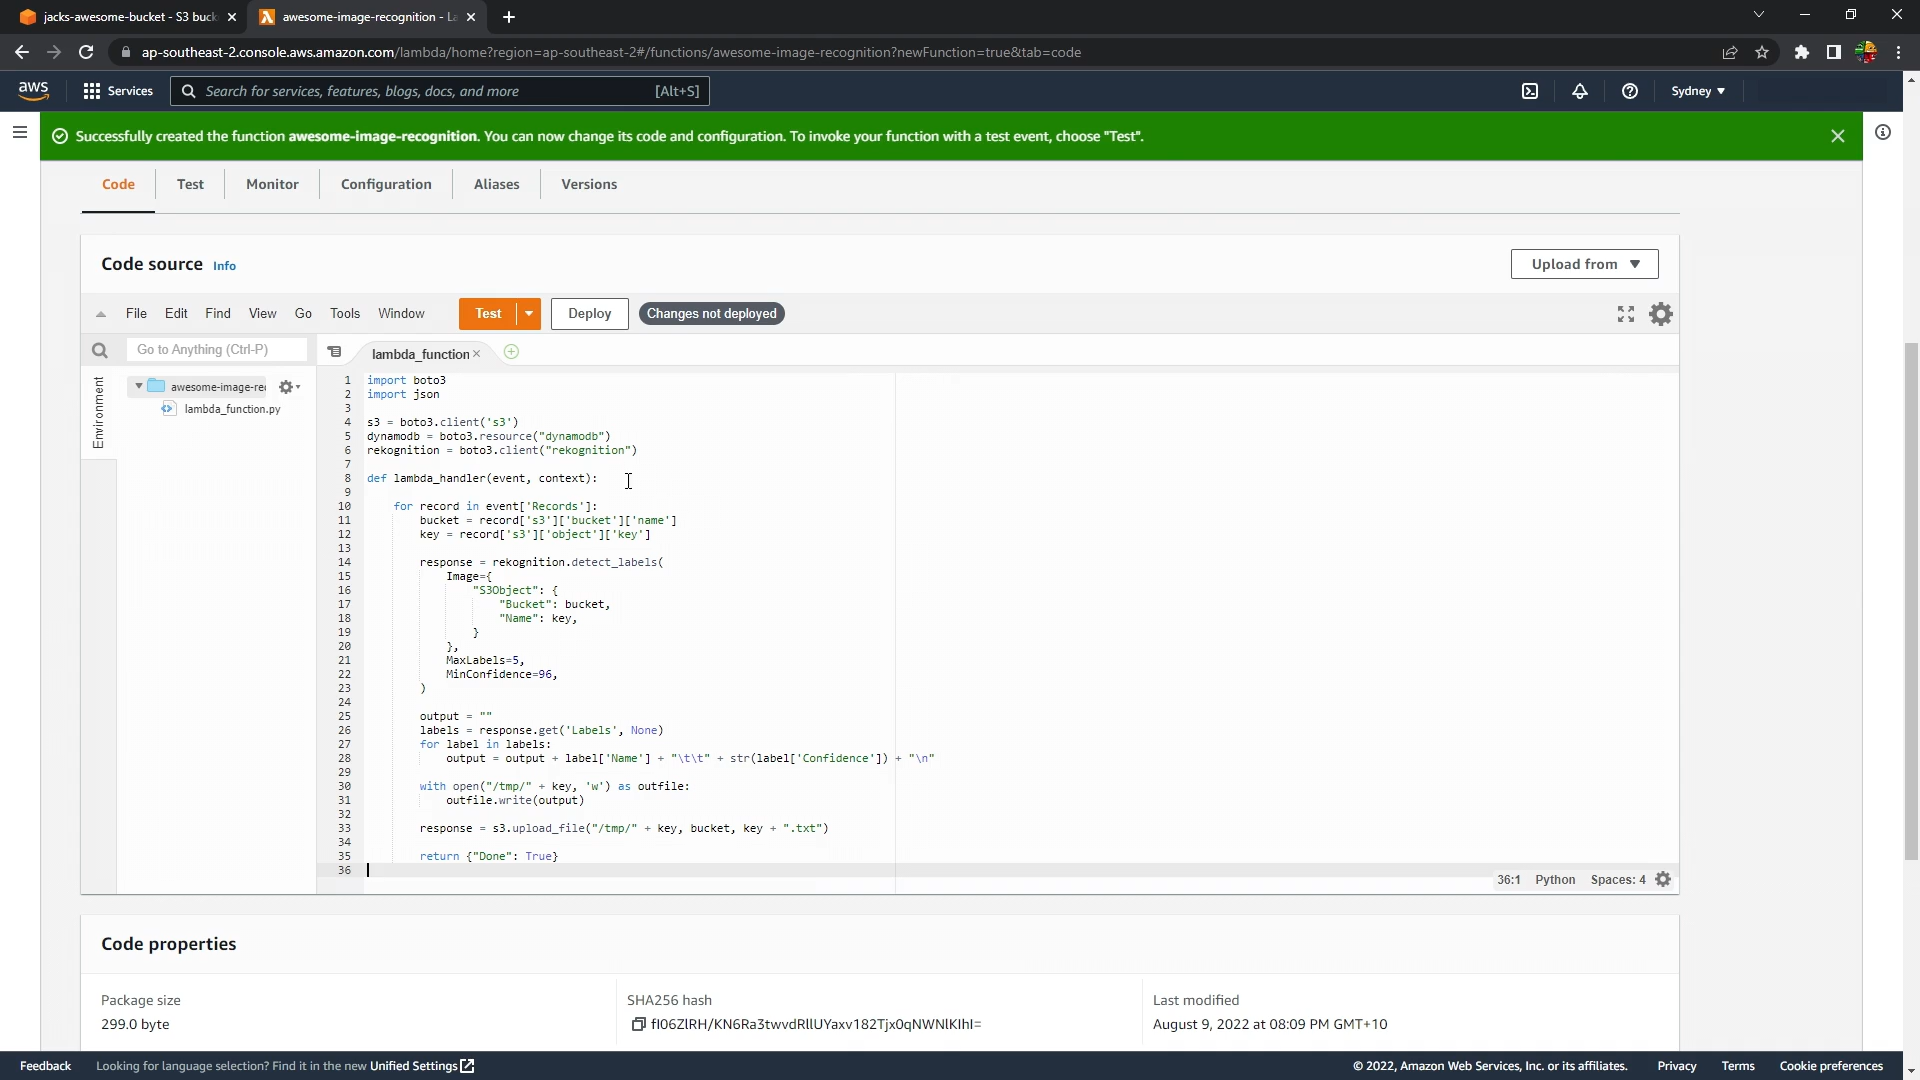 jacks-awesome-bucket - S3 buck
awesome-image-recognition - La
ap-southeast-2.console.aws.amazon.com/lambda/home?region=ap-southeast-2#/functions/awesome-image-recognition?newFunction=true&tab=code
aws
Services
Search for services, features, blogs, docs, and more
[Alt+S]
Sydney
Successfully created the function awesome-image-recognition. You can now change its code and configuration. To invoke your function with a test event, choose "Test".
Code
Test
Monitor
Configuration
Aliases
Versions
Code source Info
Upload from
File Edit Find View Go Tools Window
Test
Deploy
Changes not deployed
Go to Anything (Ctrl-P)
lambda_function
Environment
awesome-image-rec
lambda_function.py
1 import boto3
2 import json
3
4 s3 = boto3.client('s3')
5 dynamodb = boto3.resource("dynamodb")
6 rekognition = boto3.client("rekognition")
7
8 def lambda_handler(event, context):
9
10 for record in event['Records']:
11 bucket = record['s3']['bucket']['name']
12 key = record['s3']['object']['key']
13
14 response = rekognition.detect_labels(
15 Image={
16 "S3Object": {
17 "Bucket": bucket,
18 "Name": key,
19 }
20 },
21 MaxLabels=5,
22 MinConfidence=96,
23 )
24
25 output = ""
26 labels = response.get('Labels', None)
27 for label in labels:
28 output = output + label['Name'] + "\t\t" + str(label['Confidence']) + "\n"
29
30 with open("/tmp/" + key, 'w') as outfile:
31 outfile.write(output)
32
33 response = s3.upload_file("/tmp/" + key, bucket, key + ".txt")
34
35 return {"Done": True}
36
36:1 Python Spaces: 4
Code properties
Package size
299.0 byte
SHA256 hash
Last modified
August 9, 2022 at 08:09 PM GMT+10
Feedback
Looking for language selection? Find it in the new Unified Settings
© 2022, Amazon Web Services, Inc. or its affiliates.
Privacy
Terms
Cookie preferences